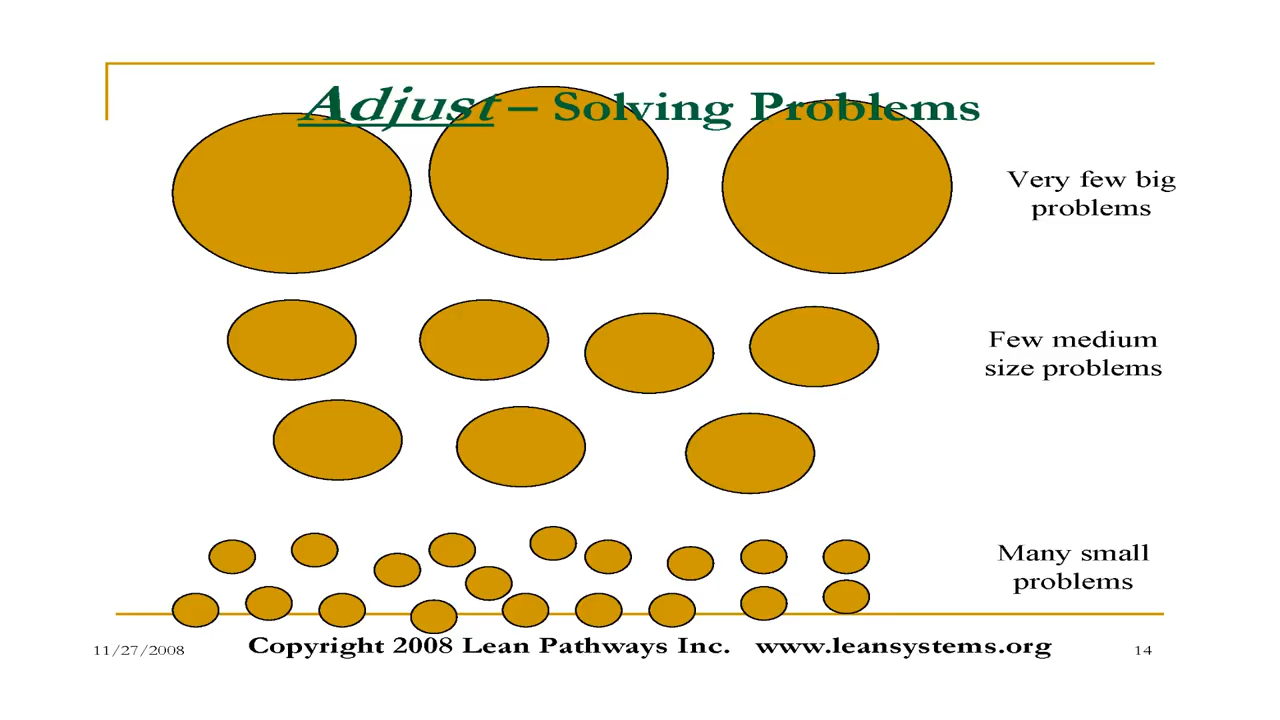 Adjust – Solving Problems
Very few big
problems
Few medium
size problems
Many small
problems
11/27/2008
Copyright 2008 Lean Pathways Inc. www.leansystems.org
14